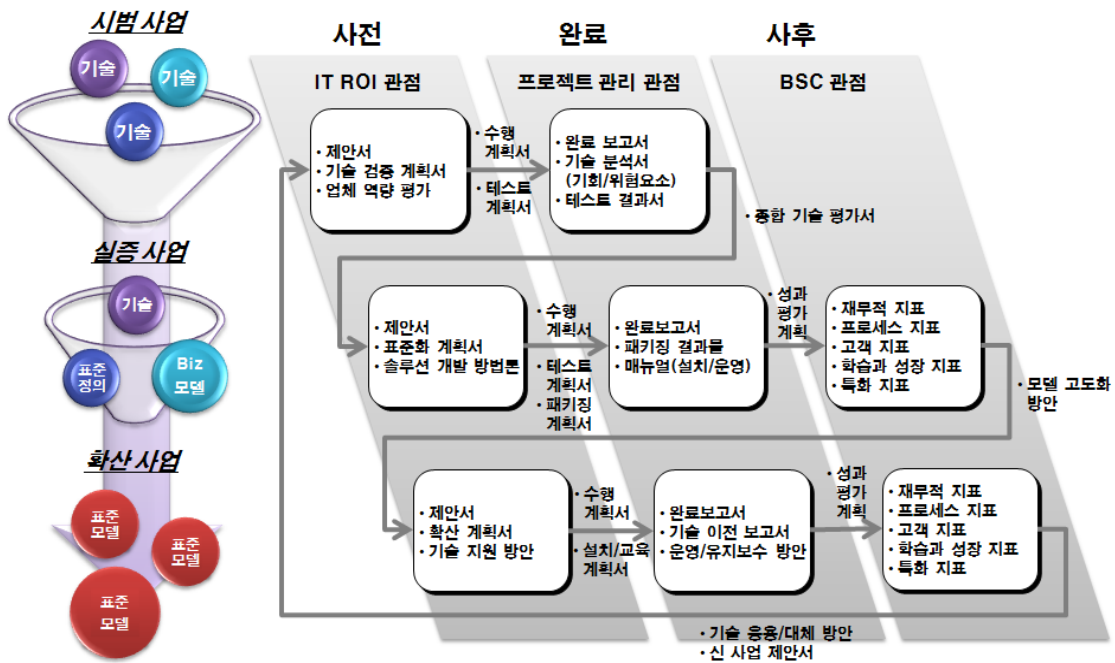 시범 사업
기술
기술
기술
실증 사업
기술
표준
정의
Biz
모델
확산 사업
표준
모델
표준
모델
표준
모델
사전
완료
사후
IT ROI 관점
프로젝트 관리 관점
BSC 관점
• 제안서
• 기술 검증 계획서
• 업체 역량 평가
• 수행
계획서
• 테스트
계획서
• 완료 보고서
• 기술 분석서
(기회/위험요소)
• 테스트 결과서
• 종합 기술 평가서
• 제안서
• 표준화 계획서
• 솔루션 개발 방법론
• 수행
계획서
• 테스트
계획서
• 패키징
계획서
• 완료보고서
• 패키징 결과물
• 매뉴얼(설치/운영)
• 성과
평가
계획
• 재무적 지표
• 프로세스 지표
• 고객 지표
• 학습과 성장 지표
• 특화 지표
• 모델 고도화
방안
• 제안서
• 확산 계획서
• 기술 지원 방안
• 수행
계획서
• 설치/교육
계획서
• 완료보고서
• 기술 이전 보고서
• 운영/유지보수 방안
• 성과
평가
계획
• 재무적 지표
• 프로세스 지표
• 고객 지표
• 학습과 성장 지표
• 특화 지표
• 기술 응용/대체 방안
• 신 사업 제안서